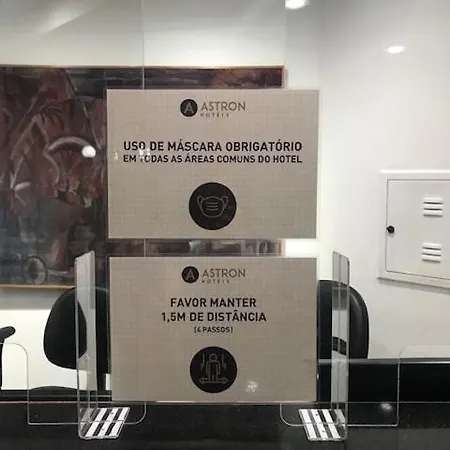 A ASTRON
HOTÉIS
USO DE MÁSCARA OBRIGATÓRIO
EM TODAS AS ÁREAS COMUNS DO HOTEL
A ASTRON
HOTÉIS
FAVOR MANTER
1,5M DE DISTÂNCIA
(4 PASSOS)